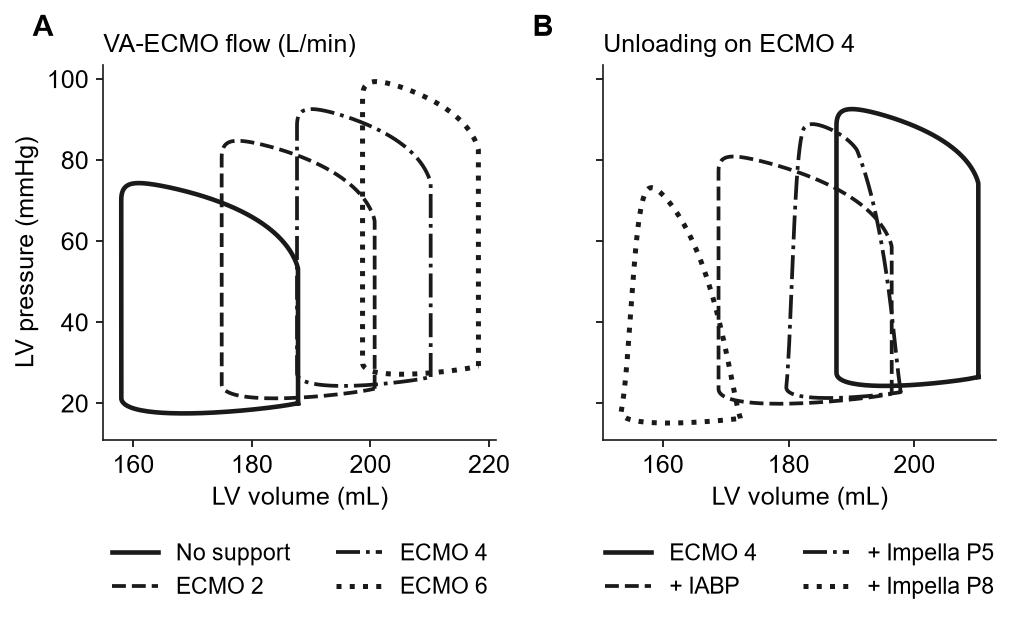 A
VA-ECMO flow (L/min)
100
80
60
40
20
LV pressure (mmHg)
160
180
200
220
LV volume (mL)
No support
ECMO 2
ECMO 4
ECMO 6
B
Unloading on ECMO 4
160
180
200
LV volume (mL)
ECMO 4
+ IABP
+ Impella P5
+ Impella P8